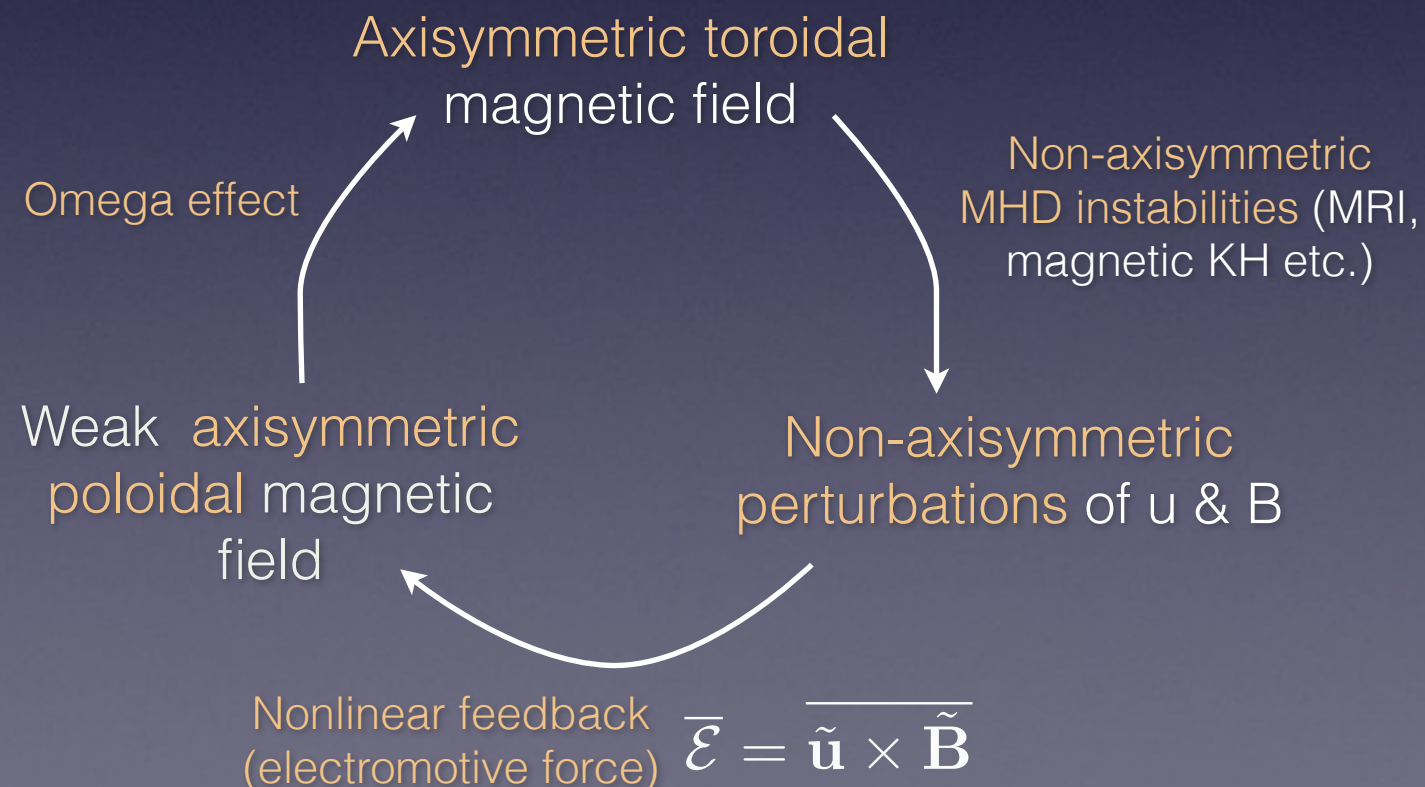 Axisymmetric toroidal
magnetic field
Omega effect
Non-axisymmetric
MHD instabilities (MRI,
magnetic KH etc.)
Weak axisymmetric
poloidal magnetic
field
Non-axisymmetric
perturbations of u & B
Nonlinear feedback
(electromotive force)
$\overline{\mathcal{E}} = \overline{\tilde{\mathbf{u}} \times \tilde{\mathbf{B}}}$